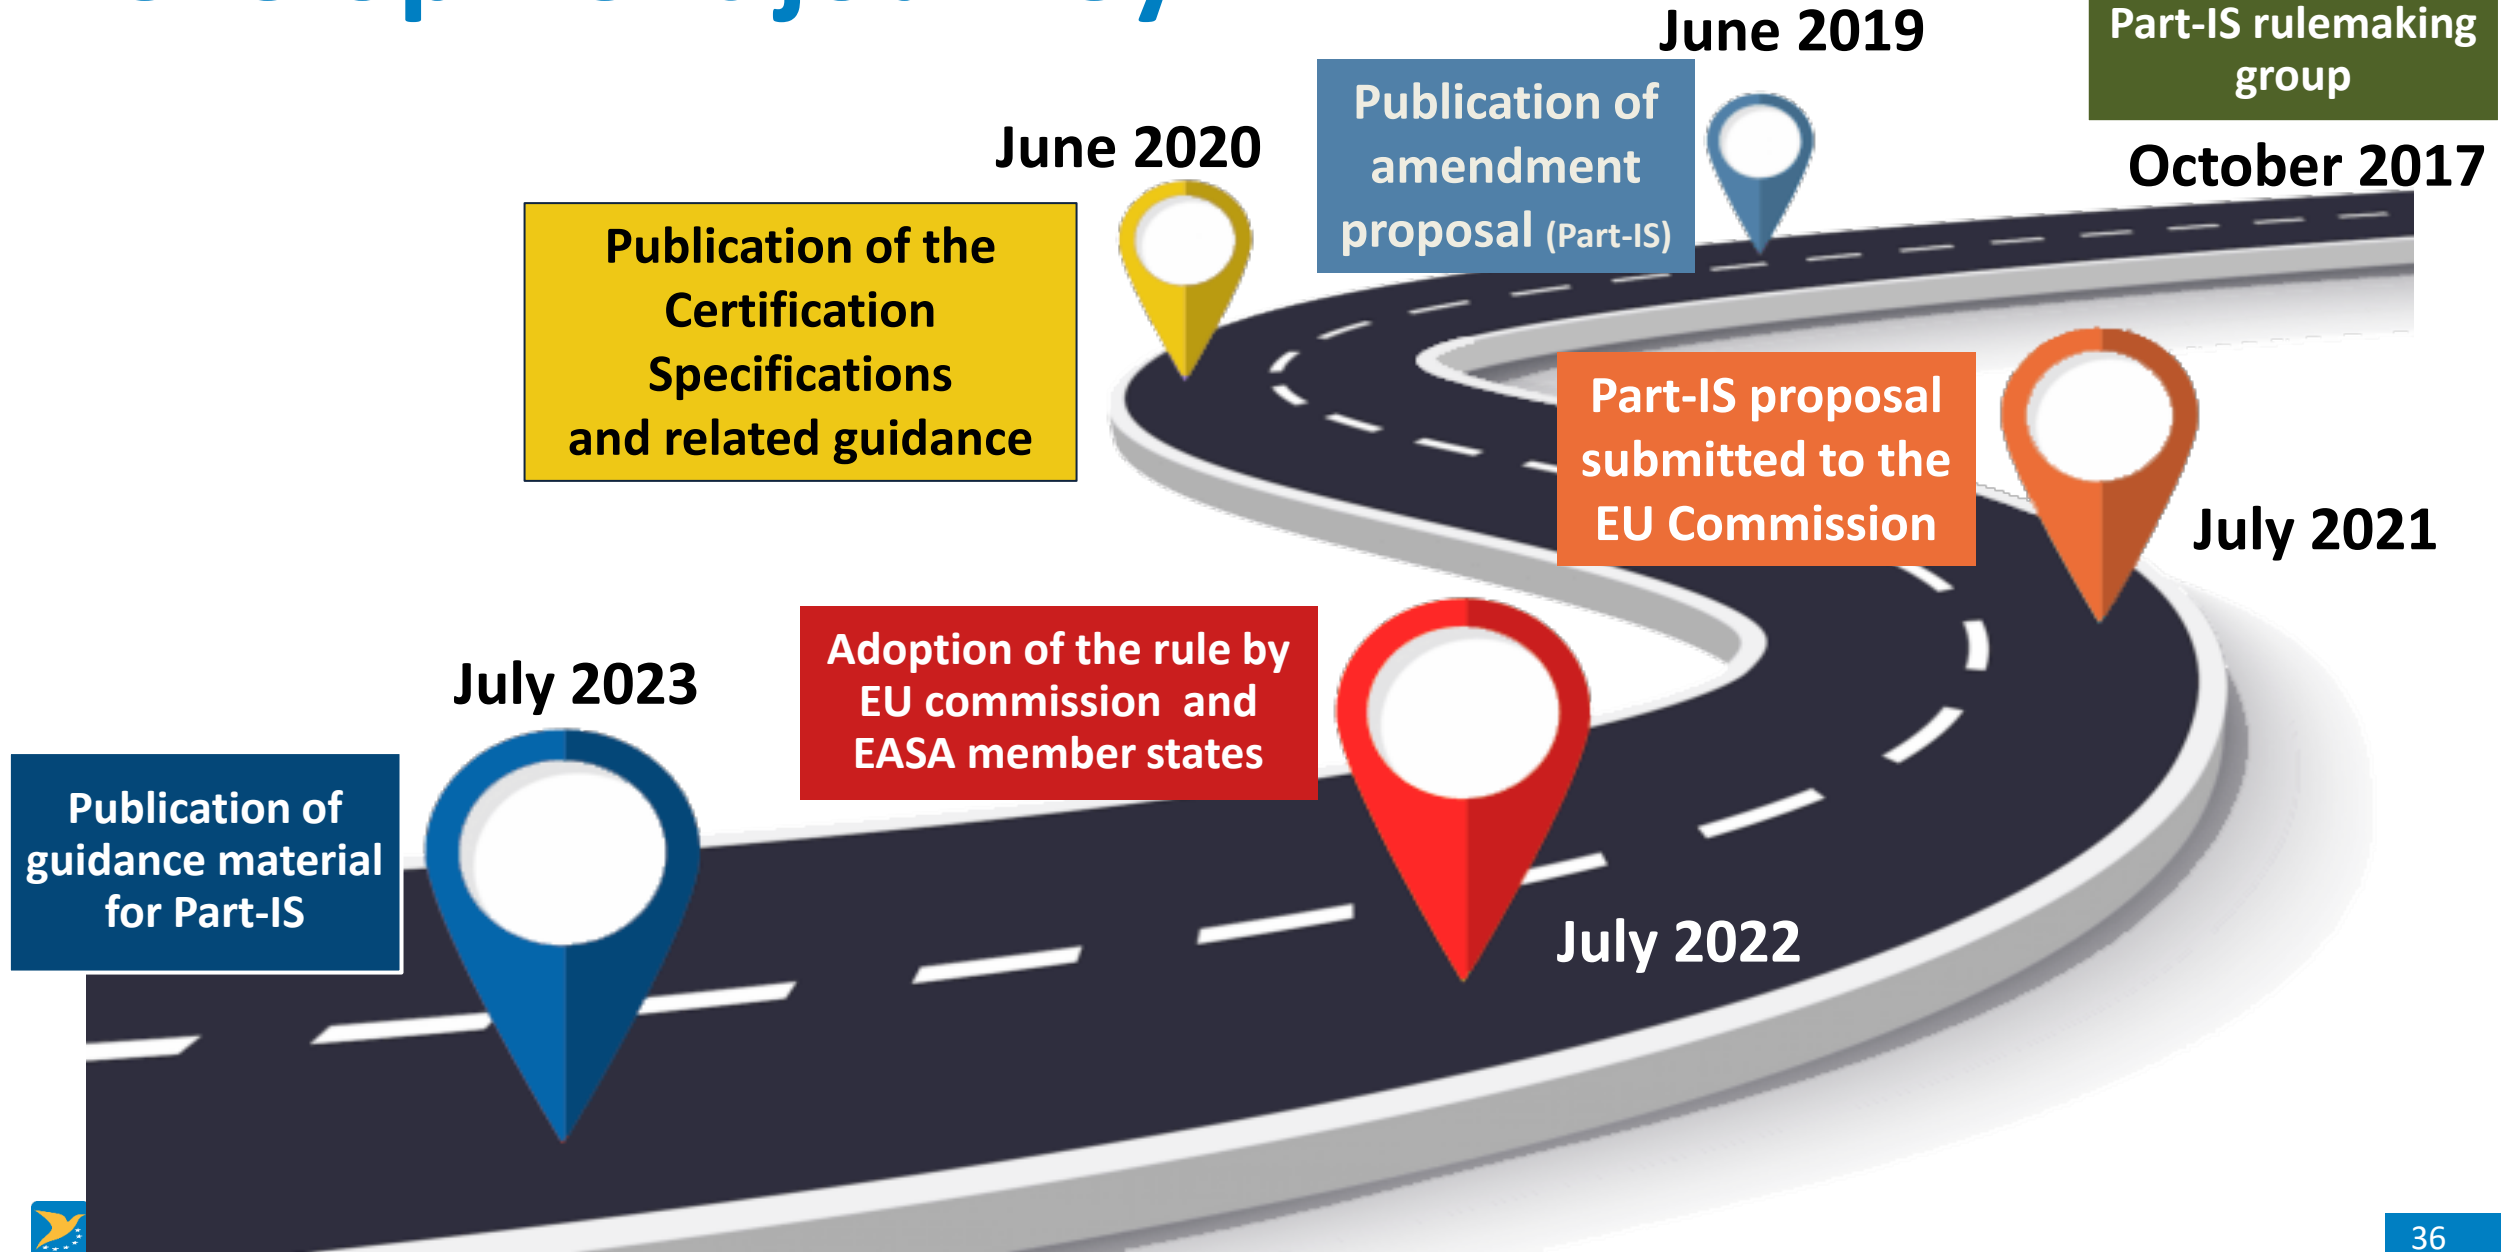 June 2019
Part-IS rulemaking
group
October 2017
Publication of
amendment
proposal (Part-IS)
June 2020
Publication of the
Certification
Specifications
and related guidance
Part-IS proposal
submitted to the
EU Commission
July 2021
Adoption of the rule by
EU commission  and
EASA member states
July 2022
July 2023
Publication of
guidance material
for Part-IS
36